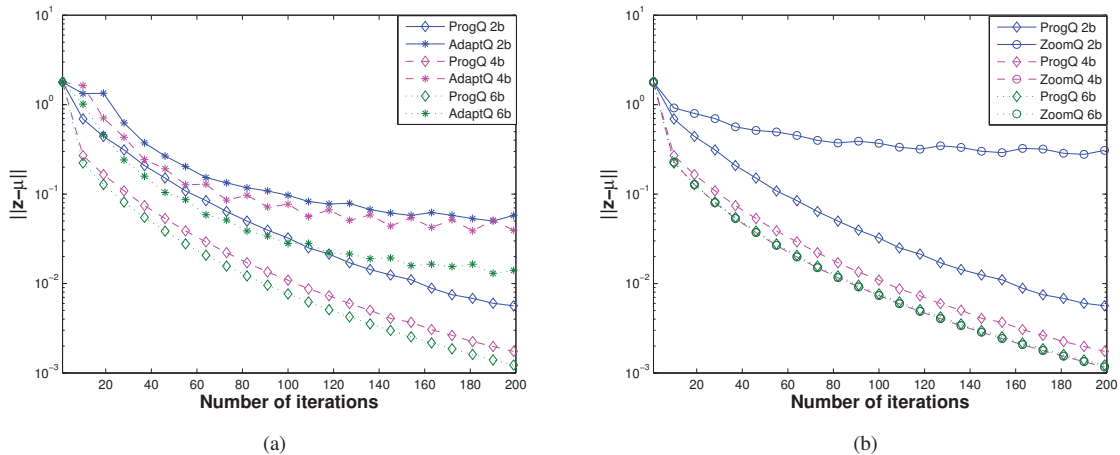 10¹
10⁰
10⁻¹
10⁻²
10⁻³
||z−μ||
20 40 60 80 100 120 140 160 180 200
Number of iterations
ProgQ 2b
AdaptQ 2b
ProgQ 4b
AdaptQ 4b
ProgQ 6b
AdaptQ 6b
(a)
10¹
10⁰
10⁻¹
10⁻²
10⁻³
||z−μ||
20 40 60 80 100 120 140 160 180 200
Number of iterations
ProgQ 2b
ZoomQ 2b
ProgQ 4b
ZoomQ 4b
ProgQ 6b
ZoomQ 6b
(b)